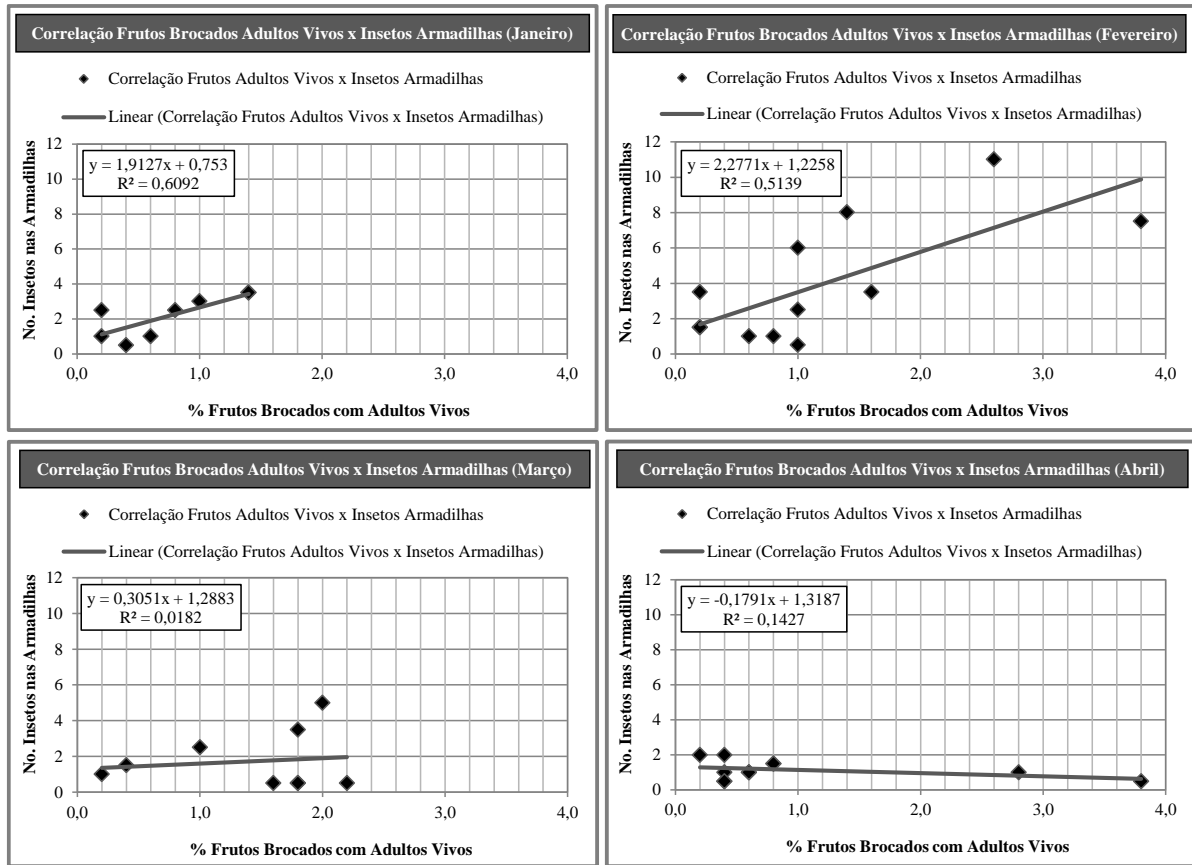 Correlação Frutos Brocados Adultos Vivos x Insetos Armadilhas (Janeiro)
Correlação Frutos Adultos Vivos x Insetos Armadilhas
Linear (Correlação Frutos Adultos Vivos x Insetos Armadilhas)
No. Insetos nas Armadilhas
12
10
8
6
4
2
0
y = 1,9127x + 0,753
R² = 0,6092
0,0 1,0 2,0 3,0 4,0
% Frutos Brocados com Adultos Vivos
Correlação Frutos Brocados Adultos Vivos x Insetos Armadilhas (Fevereiro)
Correlação Frutos Adultos Vivos x Insetos Armadilhas
Linear (Correlação Frutos Adultos Vivos x Insetos Armadilhas)
No. Insetos nas Armadilhas
12
10
8
6
4
2
0
y = 2,2771x + 1,2258
R² = 0,5139
0,0 1,0 2,0 3,0 4,0
% Frutos Brocados com Adultos Vivos
Correlação Frutos Brocados Adultos Vivos x Insetos Armadilhas (Março)
Correlação Frutos Adultos Vivos x Insetos Armadilhas
Linear (Correlação Frutos Adultos Vivos x Insetos Armadilhas)
No. Insetos nas Armadilhas
12
10
8
6
4
2
0
y = 0,3051x + 1,2883
R² = 0,0182
0,0 1,0 2,0 3,0 4,0
% Frutos Brocados com Adultos Vivos
Correlação Frutos Brocados Adultos Vivos x Insetos Armadilhas (Abril)
Correlação Frutos Adultos Vivos x Insetos Armadilhas
Linear (Correlação Frutos Adultos Vivos x Insetos Armadilhas)
No. Insetos nas Armadilhas
12
10
8
6
4
2
0
y = -0,1791x + 1,3187
R² = 0,1427
0,0 1,0 2,0 3,0 4,0
% Frutos Brocados com Adultos Vivos